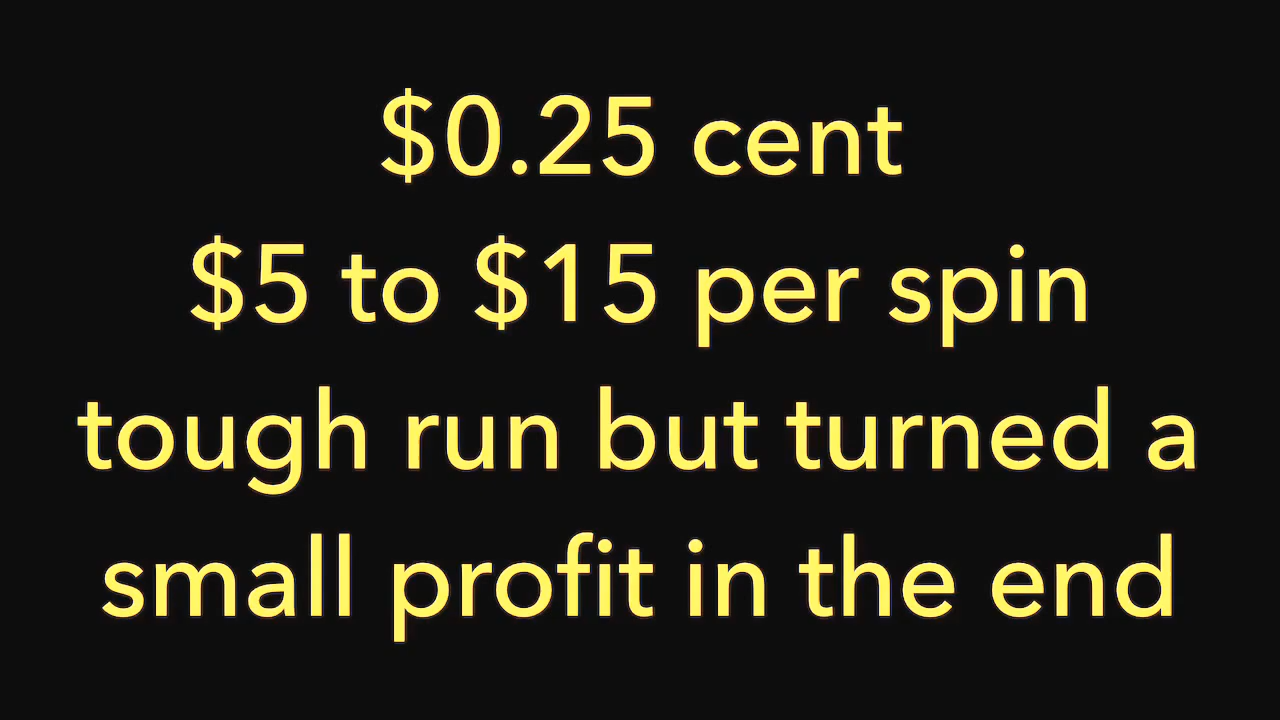 $0.25 cent
$5 to $15 per spin
tough run but turned a
small profit in the end